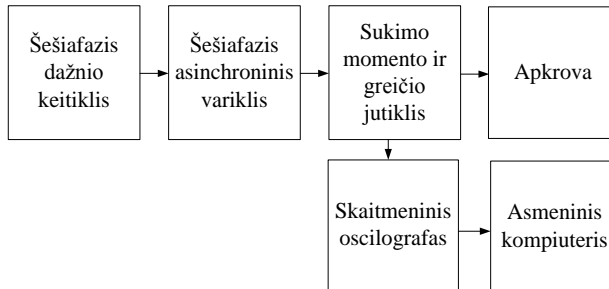 Šešiafazis
dažnio
keitiklis
Šešiafazis
asinchroninis
variklis
Sukimo
momento ir
greičio
jutiklis
Apkrova
Skaitmeninis
oscilografas
Asmeninis
kompiuteris